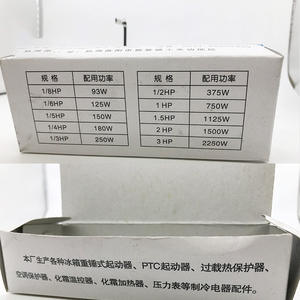 规格 配用功率 规格 配用功率
1/8HP 93W 1/2HP 375W
1/6HP 125W 1 HP 750W
1/5HP 150W 1.5HP 1125W
1/4HP 180W 2 HP 1500W
1/3HP 250W 3 HP 2250W
本厂生产各种冰箱重锤式起动器、PTC起动器、过载热保护器、
空调保护器、化霜温控器、化霜加热器、压力表等制冷电器配件。